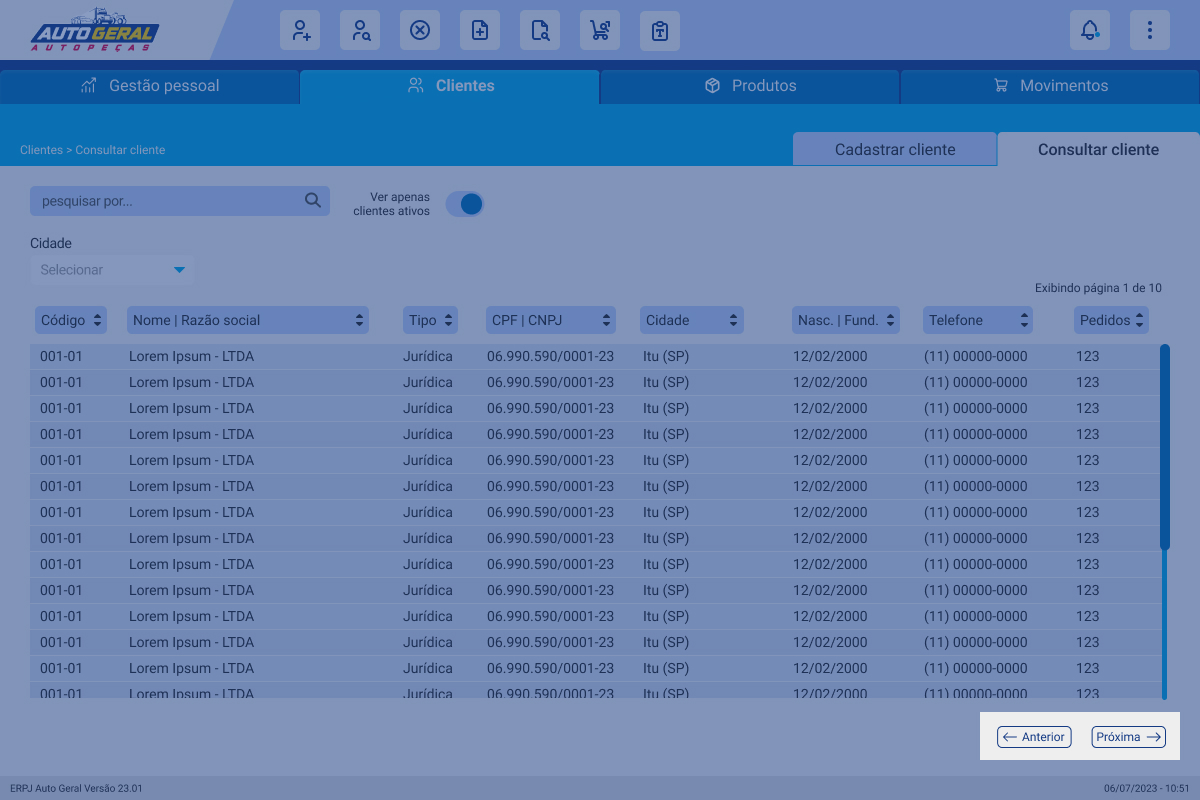 AUTO GERAL
AUTOPEÇAS
Gestão pessoal
Clientes
Produtos
Movimentos
Clientes > Consultar cliente
Cadastrar cliente
Consultar cliente
pesquisar por...
Ver apenas
clientes ativos
Cidade
Selecionar
Exibindo página 1 de 10
Código Nome | Razão social Tipo CPF | CNPJ Cidade Nasc. | Fund. Telefone Pedidos
001-01 Lorem Ipsum - LTDA Jurídica 06.990.590/0001-23 Itu (SP) 12/02/2000 (11) 00000-0000 123
001-01 Lorem Ipsum - LTDA Jurídica 06.990.590/0001-23 Itu (SP) 12/02/2000 (11) 00000-0000 123
001-01 Lorem Ipsum - LTDA Jurídica 06.990.590/0001-23 Itu (SP) 12/02/2000 (11) 00000-0000 123
001-01 Lorem Ipsum - LTDA Jurídica 06.990.590/0001-23 Itu (SP) 12/02/2000 (11) 00000-0000 123
001-01 Lorem Ipsum - LTDA Jurídica 06.990.590/0001-23 Itu (SP) 12/02/2000 (11) 00000-0000 123
001-01 Lorem Ipsum - LTDA Jurídica 06.990.590/0001-23 Itu (SP) 12/02/2000 (11) 00000-0000 123
001-01 Lorem Ipsum - LTDA Jurídica 06.990.590/0001-23 Itu (SP) 12/02/2000 (11) 00000-0000 123
001-01 Lorem Ipsum - LTDA Jurídica 06.990.590/0001-23 Itu (SP) 12/02/2000 (11) 00000-0000 123
001-01 Lorem Ipsum - LTDA Jurídica 06.990.590/0001-23 Itu (SP) 12/02/2000 (11) 00000-0000 123
001-01 Lorem Ipsum - LTDA Jurídica 06.990.590/0001-23 Itu (SP) 12/02/2000 (11) 00000-0000 123
001-01 Lorem Ipsum - LTDA Jurídica 06.990.590/0001-23 Itu (SP) 12/02/2000 (11) 00000-0000 123
001-01 Lorem Ipsum - LTDA Jurídica 06.990.590/0001-23 Itu (SP) 12/02/2000 (11) 00000-0000 123
001-01 Lorem Ipsum - LTDA Jurídica 06.990.590/0001-23 Itu (SP) 12/02/2000 (11) 00000-0000 123
001-01 Lorem Ipsum - LTDA Jurídica 06.990.590/0001-23 Itu (SP) 12/02/2000 (11) 00000-0000 123
← Anterior
Próxima →
ERPJ Auto Geral Versão 23.01
06/07/2023 - 10:51